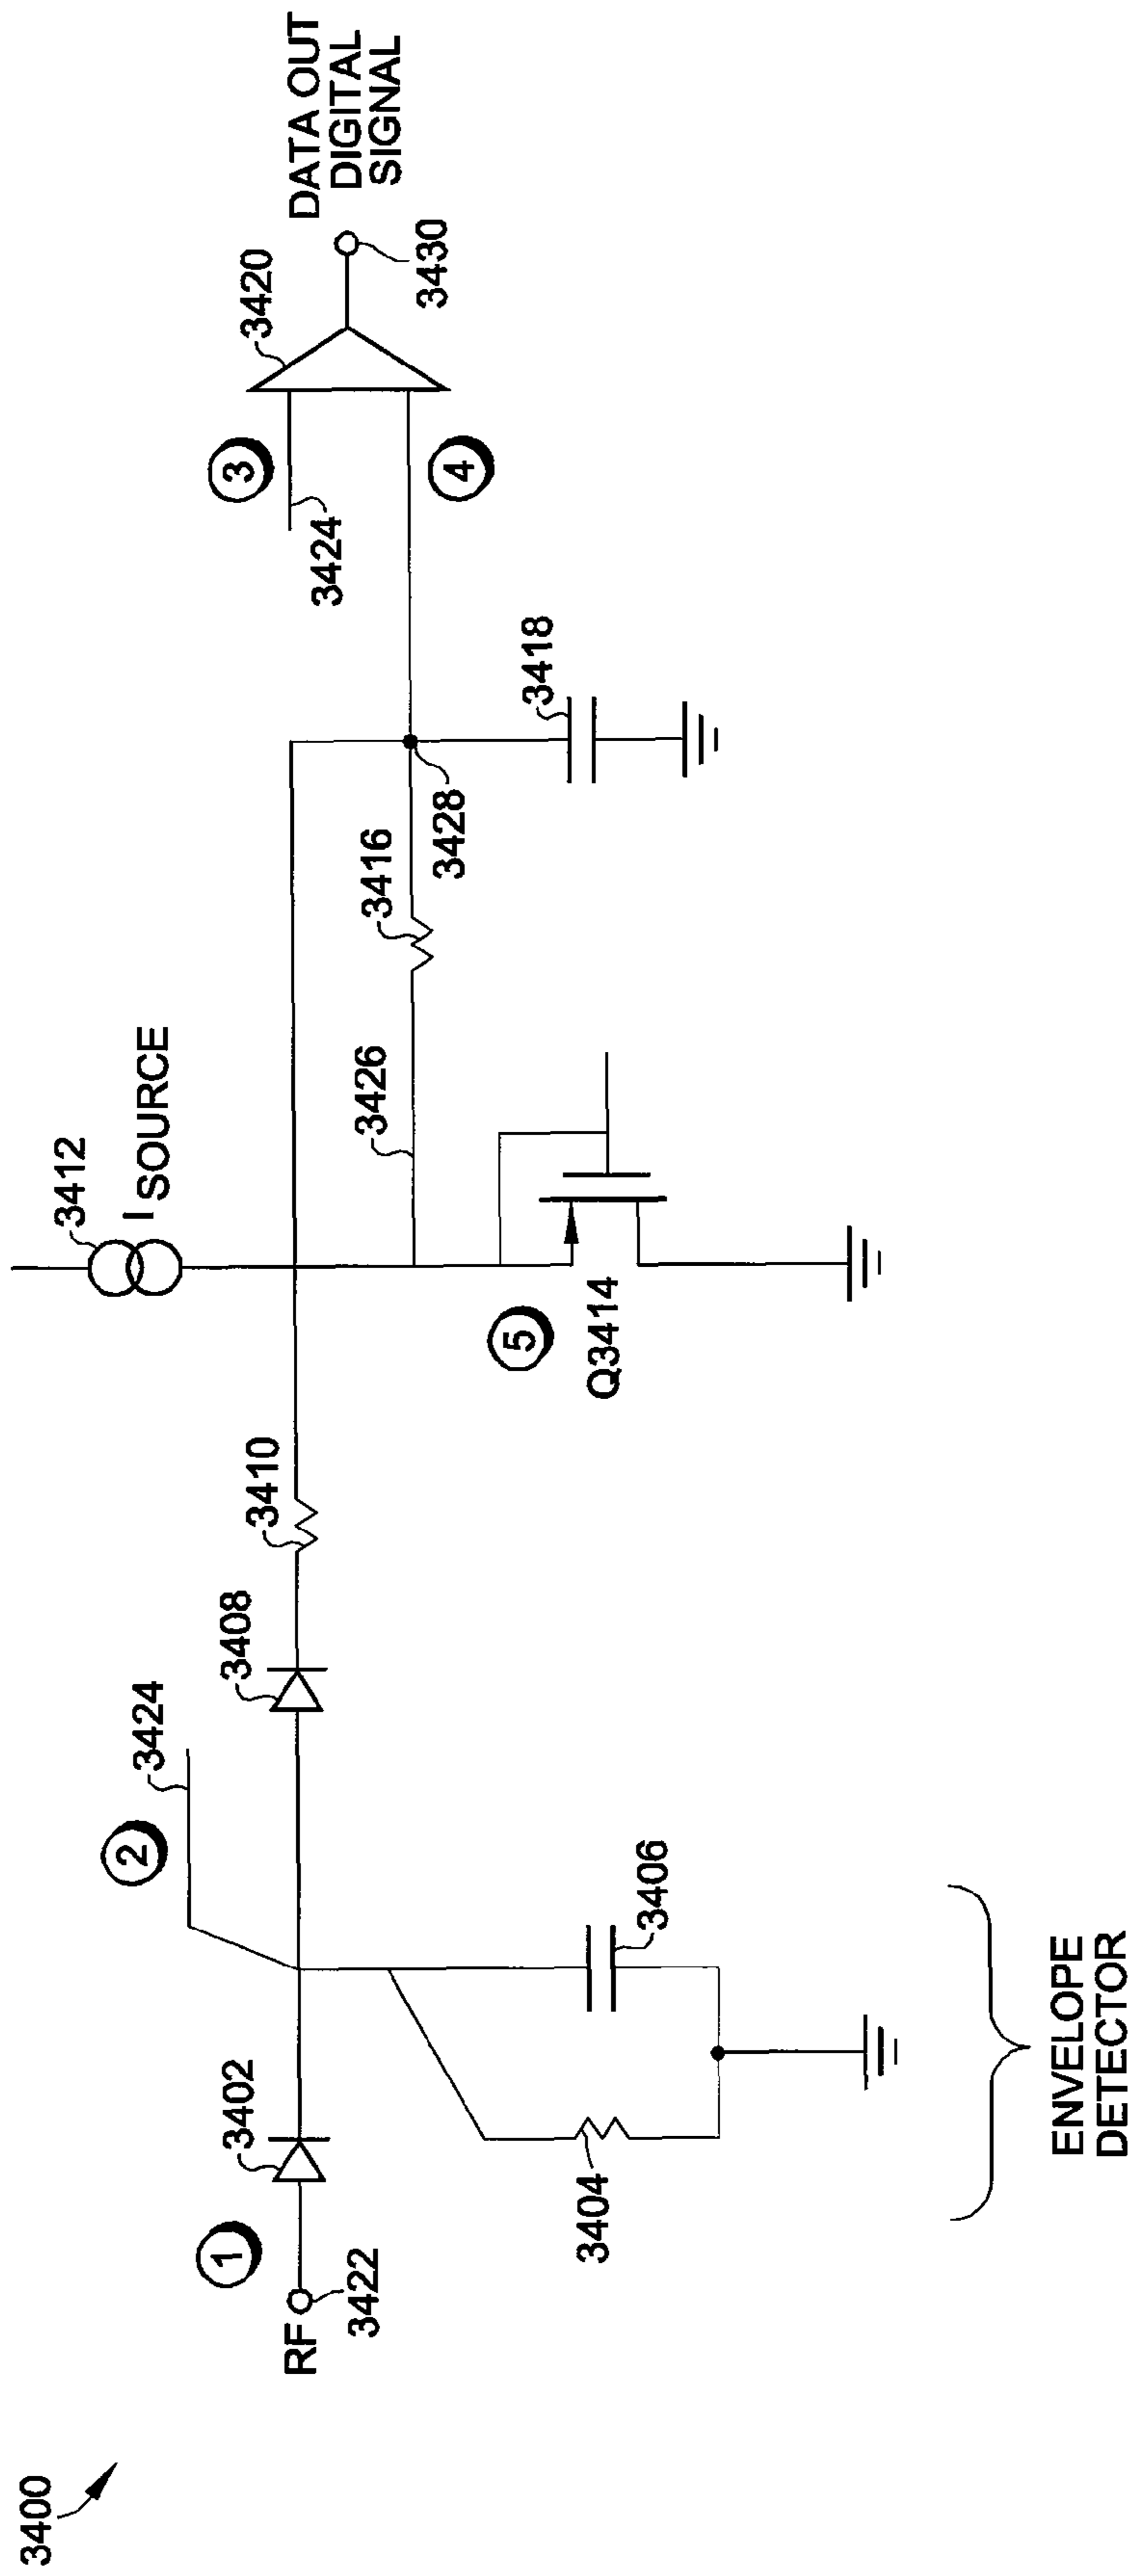 3400
RF
3422
1
3402
3404
3406
ENVELOPE
DETECTOR
2
3424
3408
3410
3412
I SOURCE
5
Q3414
3426
3416
3428
3418
3424
3
4
3420
3430
DATA OUT
DIGITAL
SIGNAL